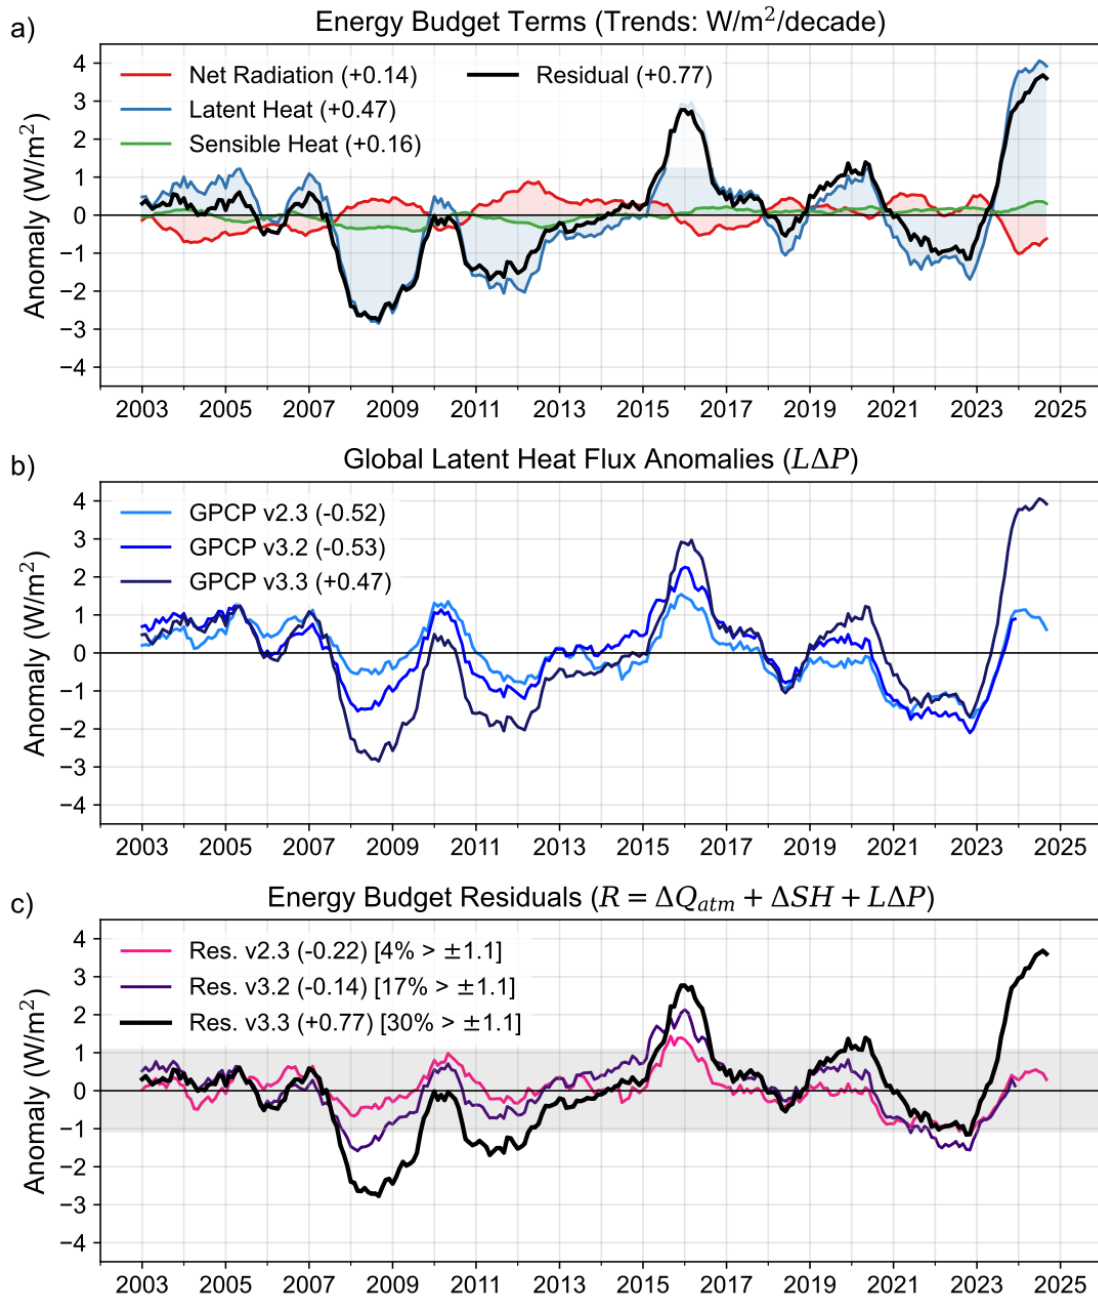 a)
Energy Budget Terms (Trends: W/m²/decade)
Net Radiation (+0.14)
Latent Heat (+0.47)
Sensible Heat (+0.16)
Residual (+0.77)
Anomaly (W/m²)
4
3
2
1
0
−1
−2
−3
−4
2003 2005 2007 2009 2011 2013 2015 2017 2019 2021 2023 2025
b)
Global Latent Heat Flux Anomalies (LΔP)
GPCP v2.3 (-0.52)
GPCP v3.2 (-0.53)
GPCP v3.3 (+0.47)
Anomaly (W/m²)
4
3
2
1
0
−1
−2
−3
−4
2003 2005 2007 2009 2011 2013 2015 2017 2019 2021 2023 2025
c)
Energy Budget Residuals (R = ΔQatm + ΔSH + LΔP)
Res. v2.3 (-0.22) [4% > ±1.1]
Res. v3.2 (-0.14) [17% > ±1.1]
Res. v3.3 (+0.77) [30% > ±1.1]
Anomaly (W/m²)
4
3
2
1
0
−1
−2
−3
−4
2003 2005 2007 2009 2011 2013 2015 2017 2019 2021 2023 2025